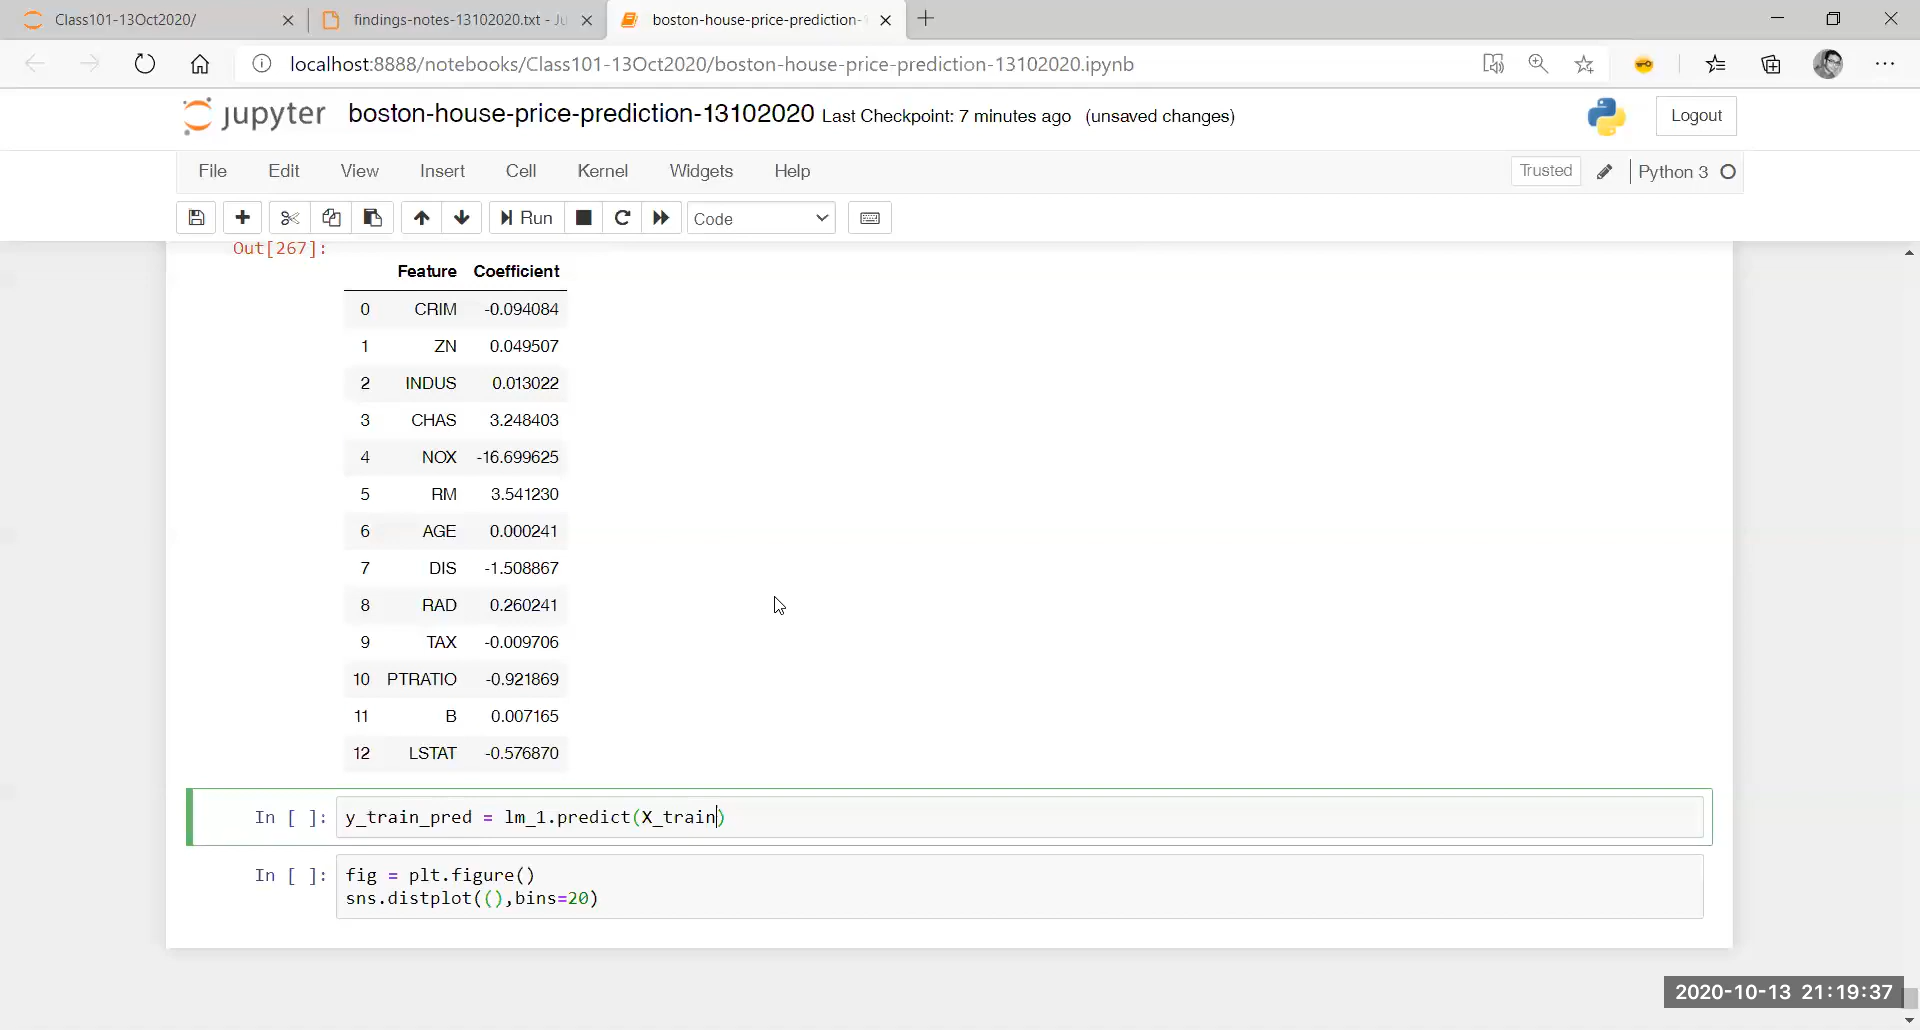 Class101-13Oct2020/
findings-notes-13102020.txt - Ju
boston-house-price-prediction-
localhost:8888/notebooks/Class101-13Oct2020/boston-house-price-prediction-13102020.ipynb
jupyter boston-house-price-prediction-13102020 Last Checkpoint: 7 minutes ago (unsaved changes)
Logout
File Edit View Insert Cell Kernel Widgets Help
Trusted
Python 3
Run
Code
Out[267]:
Feature Coefficient
0 CRIM -0.094084
1 ZN 0.049507
2 INDUS 0.013022
3 CHAS 3.248403
4 NOX -16.699625
5 RM 3.541230
6 AGE 0.000241
7 DIS -1.508867
8 RAD 0.260241
9 TAX -0.009706
10 PTRATIO -0.921869
11 B 0.007165
12 LSTAT -0.576870
In [ ]: y_train_pred = lm_1.predict(X_train)
In [ ]: fig = plt.figure()
sns.distplot((),bins=20)
2020-10-13 21:19:37